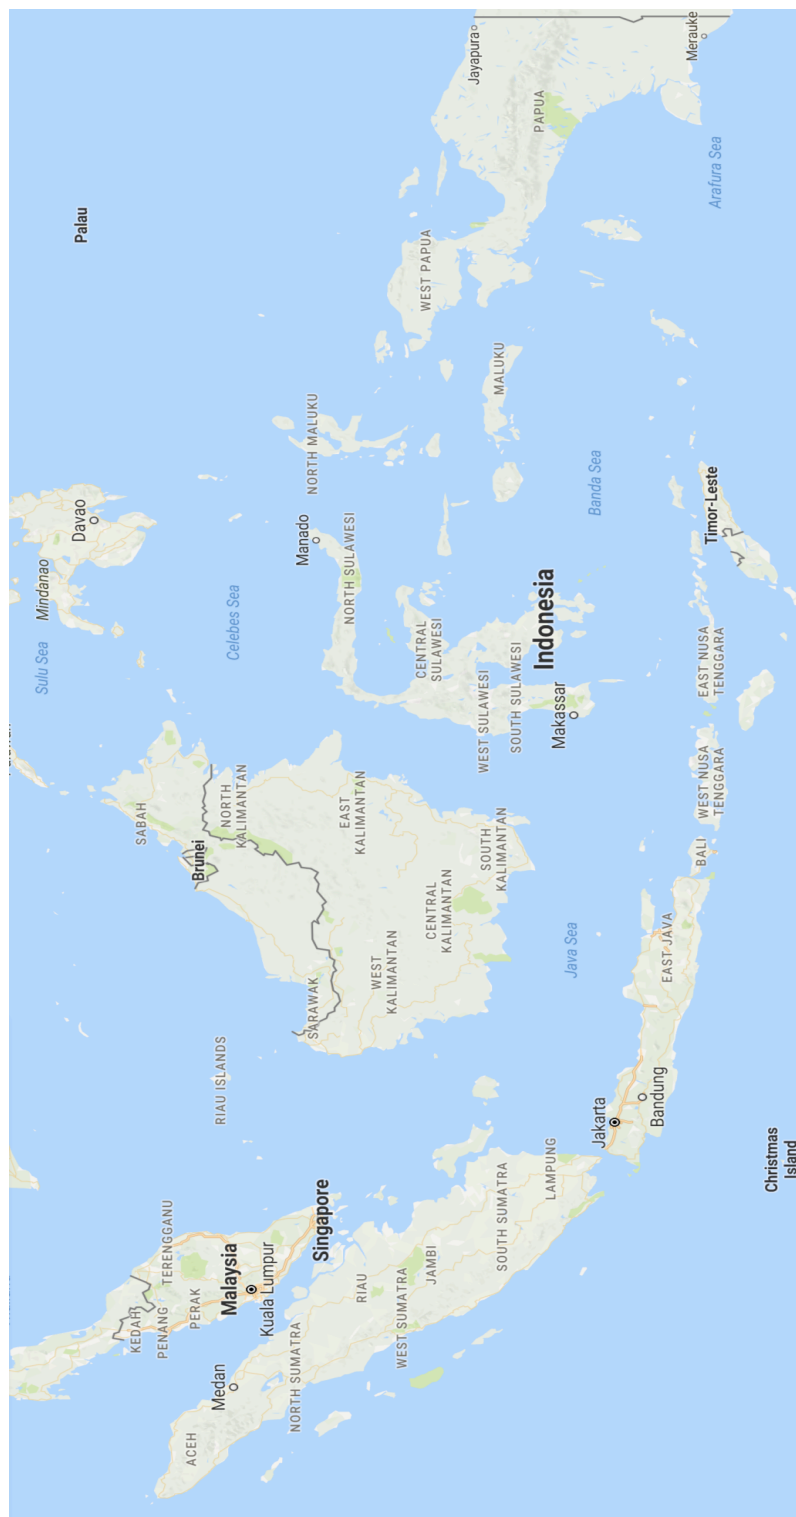 Sulu Sea
Mindanao
Davao
Palau
KEDAH
PENANG
TERENGGANU
PERAK
SABAH
ACEH
Medan
Malaysia
Kuala Lumpur
RIAU ISLANDS
Brunei
NORTH
KALIMANTAN
Celebes Sea
NORTH SUMATRA
Singapore
SARAWAK
Manado
NORTH MALUKU
RIAU
EAST
KALIMANTAN
NORTH SULAWESI
WEST
KALIMANTAN
WEST SUMATRA
JAMBI
CENTRAL
KALIMANTAN
CENTRAL
SULAWESI
WEST PAPUA
Jayapura
SOUTH
KALIMANTAN
WEST SULAWESI
SOUTH SUMATRA
SOUTH SULAWESI
MALUKU
LAMPUNG
Indonesia
PAPUA
Makassar
Java Sea
Banda Sea
Jakarta
Bandung
EAST JAVA
BALI
WEST NUSA
TENGGARA
EAST NUSA
TENGGARA
Timor-Leste
Arafura Sea
Merauke
Christmas
Island